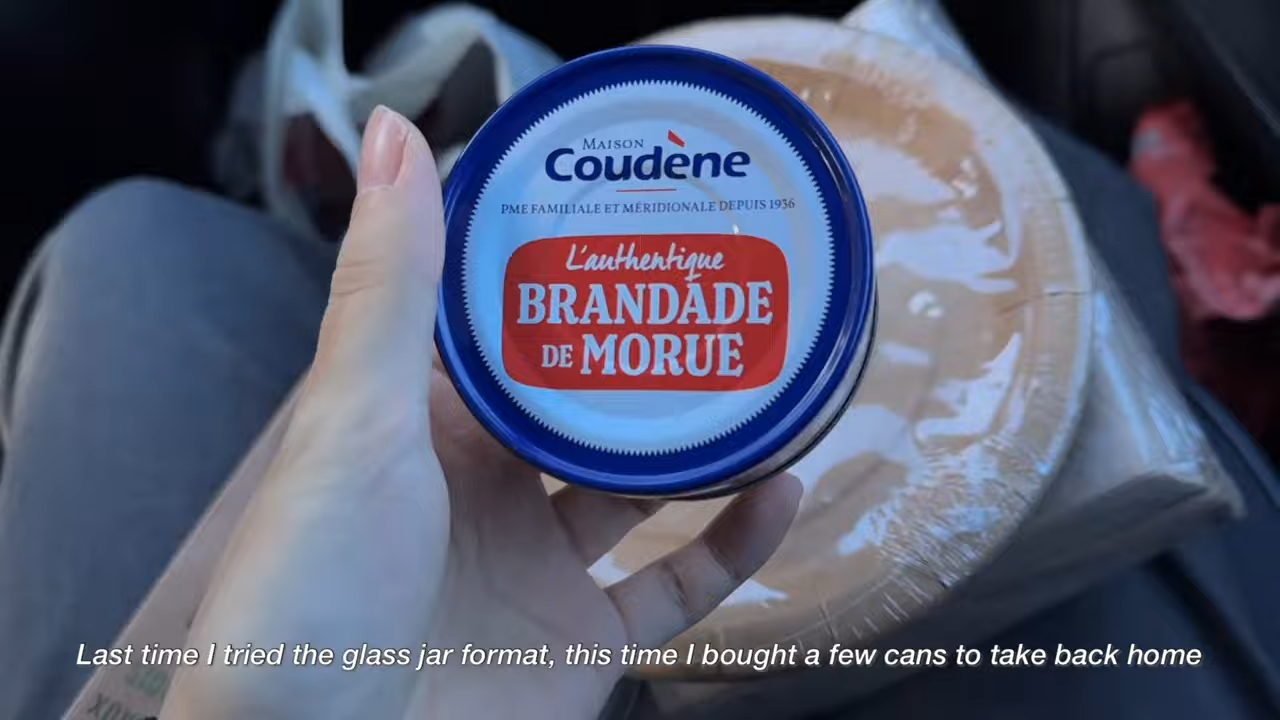 MAISON
Coudène
PME FAMILIALE ET MÉRIDIONALE DEPUIS 1936
L'authentique
BRANDADE
DE MORUE
Last time I tried the glass jar format, this time I bought a few cans to take back home